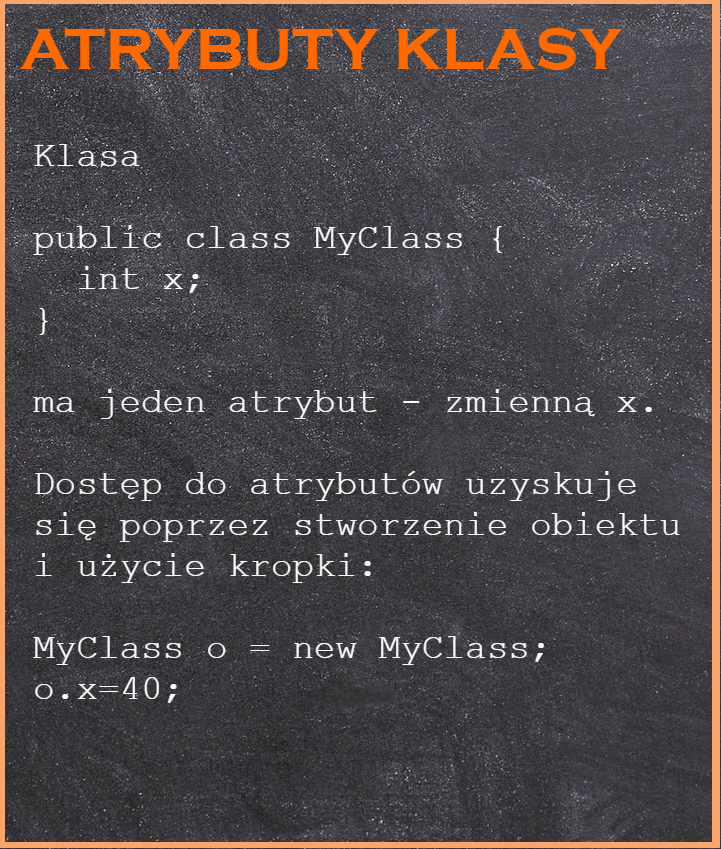 ATRYBUTY KLASY
Klasa
public class MyClass {
  int x;
}
ma jeden atrybut - zmienną x.
Dostęp do atrybutów uzyskuje
się poprzez stworzenie obiektu
i użycie kropki:
MyClass o = new MyClass;
o.x=40;